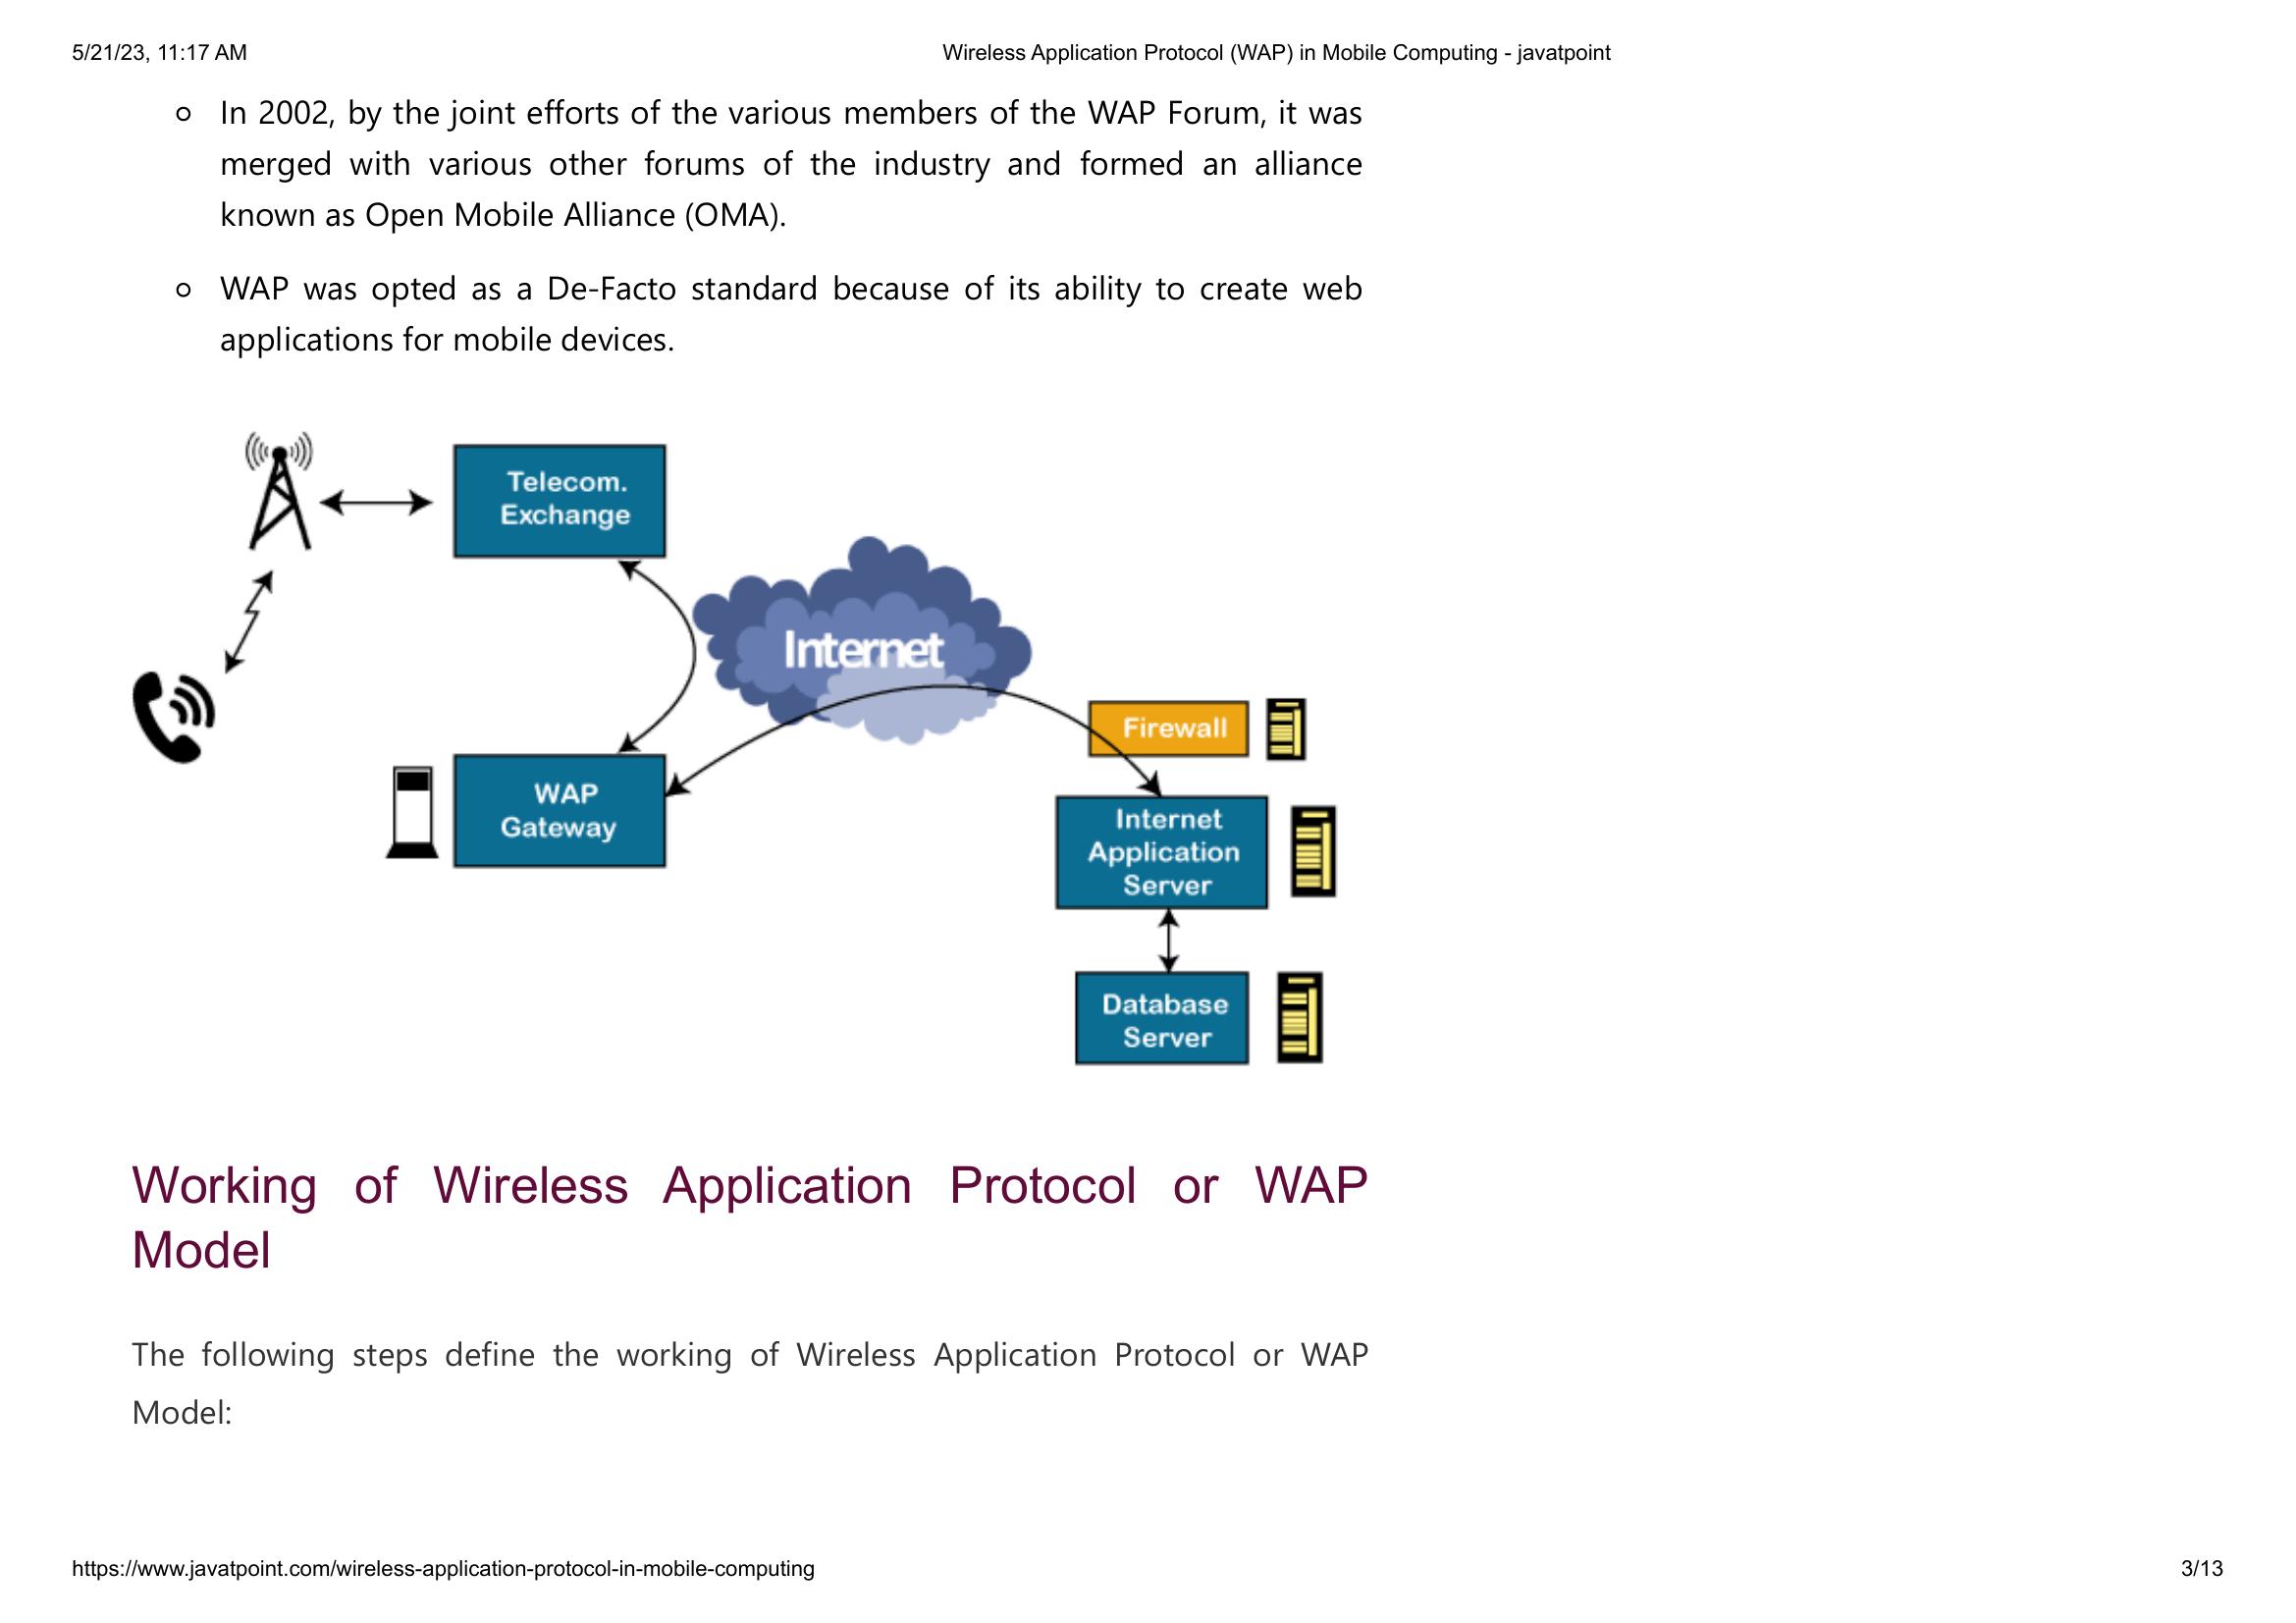 5/21/23, 11:17 AM
Wireless Application Protocol (WAP) in Mobile Computing - javatpoint
In 2002, by the joint efforts of the various members of the WAP Forum, it was
merged with various other forums of the industry and formed an alliance
known as Open Mobile Alliance (OMA).
WAP was opted as a De-Facto standard because of its ability to create web
applications for mobile devices.
Telecom.
Exchange
Internet
Firewall
WAP
Gateway
Internet
Application
Server
Database
Server
Working of Wireless Application Protocol or WAP
Model
The following steps define the working of Wireless Application Protocol or WAP
Model:
https://www.javatpoint.com/wireless-application-protocol-in-mobile-computing
3/13